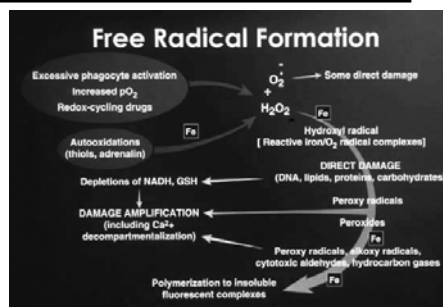 Free Radical Formation
Excessive phagocyte activation
Increased pO2
Redox-cycling drugs
O2∸
+
H2O2
Some direct damage
Fe
Fe
Autooxidations
(thiols, adrenalin)
Hydroxyl radical
[ Reactive iron/O2 radical complexes]
DIRECT DAMAGE
(DNA, lipids, proteins, carbohydrates)
Depletions of NADH, GSH
Peroxy radicals
DAMAGE AMPLIFICATION
(including Ca2+
decompartmentalization)
Peroxides
Fe
Peroxy radicals, alkoxy radicals,
cytotoxic aldehydes, hydrocarbon gases
Fe
Polymerization to insoluble
fluorescent complexes